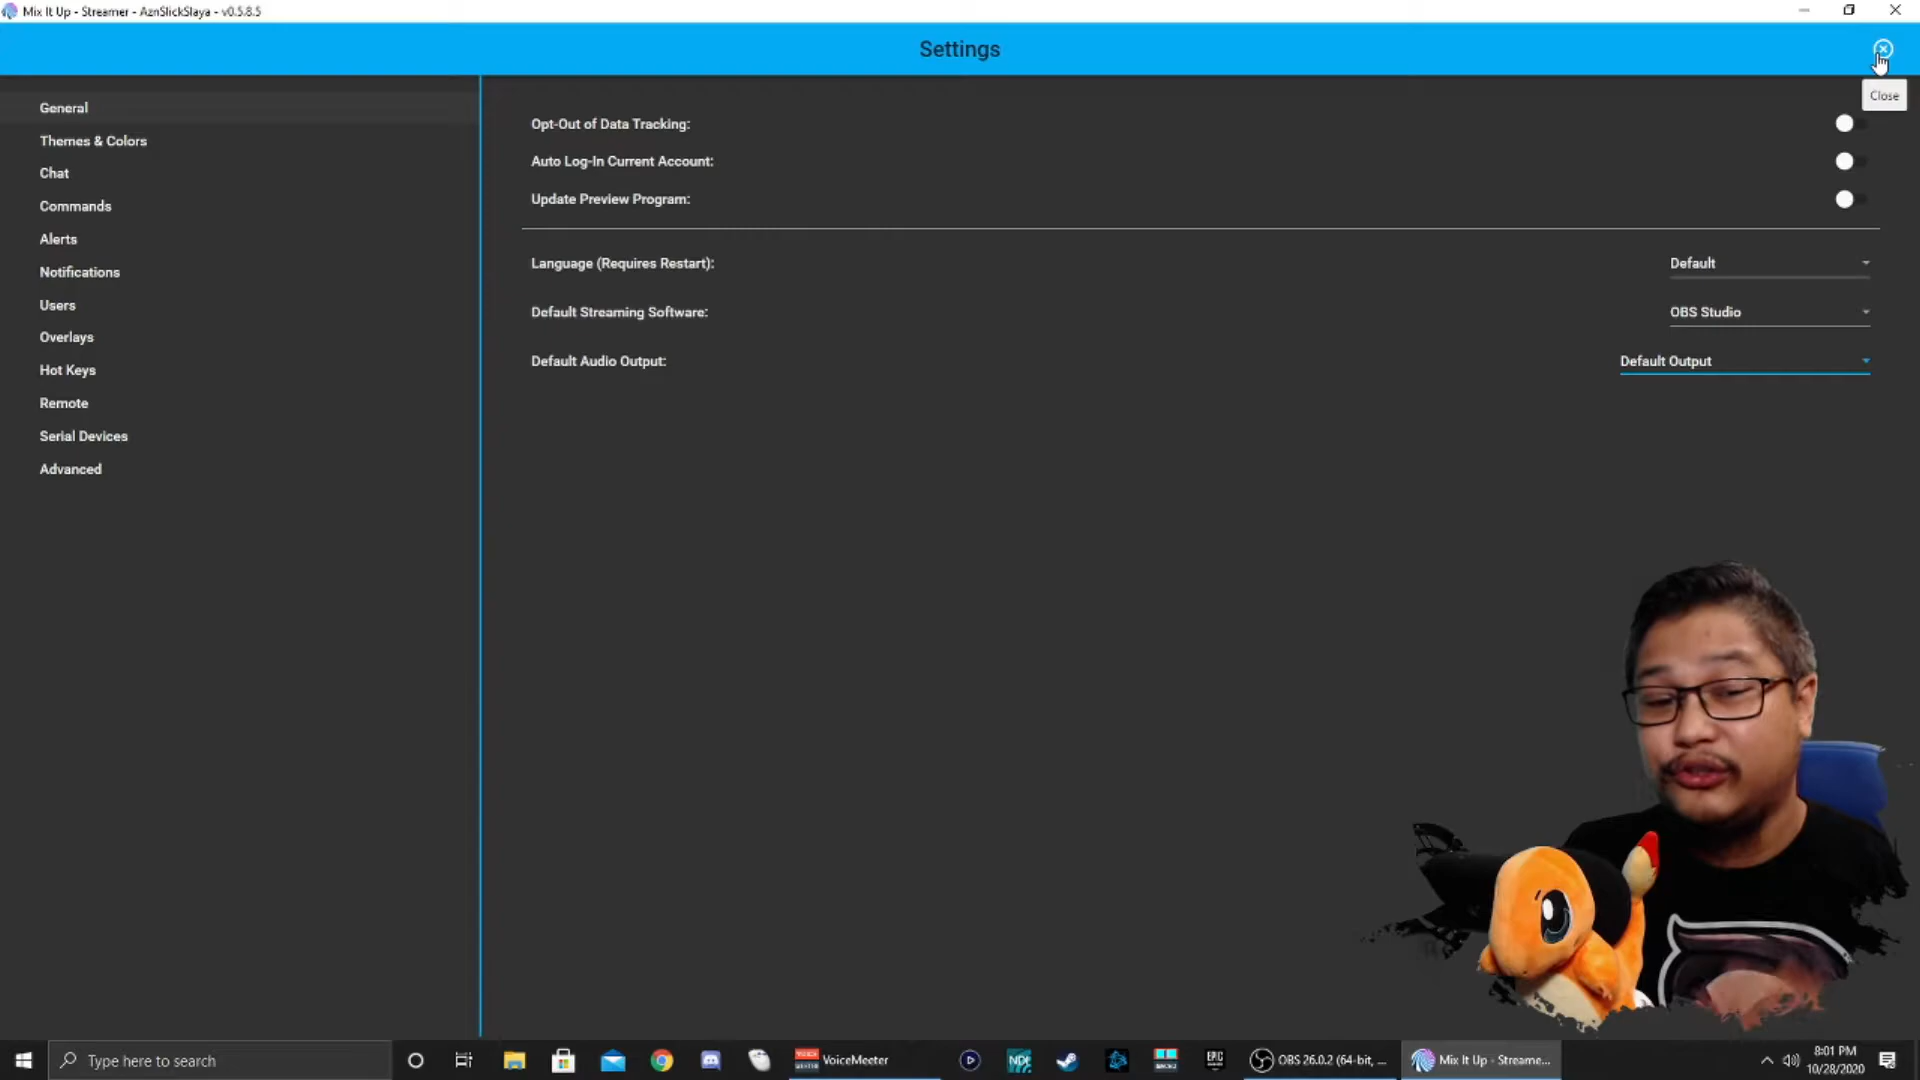 Mix It Up - Streamer - AznSlickSlaya - v0.5.8.5
Settings
Close
General
Themes & Colors
Chat
Commands
Alerts
Notifications
Users
Overlays
Hot Keys
Remote
Serial Devices
Advanced
Opt-Out of Data Tracking:
Auto Log-In Current Account:
Update Preview Program:
Language (Requires Restart): Default
Default Streaming Software: OBS Studio
Default Audio Output: Default Output
Type here to search
VoiceMeeter
NDI
EPIC
OBS 26.0.2 (64-bit, ...
Mix It Up - Streame...
8:01 PM
10/28/2020